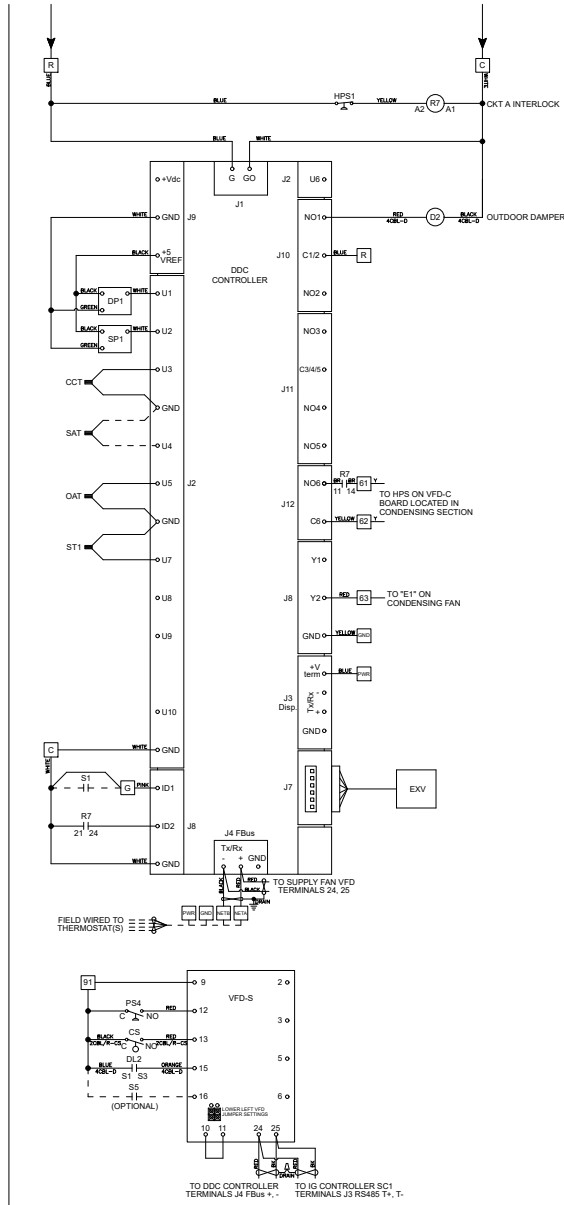 R
C
BLUE
WHITE
BLUE
HPS1
YELLOW
R7
A2
A1
CKT A INTERLOCK
BLUE
WHITE
+Vdc
G
GO
J2
U6
J1
WHITE
GND
J9
NO1
RED
4CBL-D
D2
BLACK
4CBL-D
OUTDOOR DAMPER
BLACK
+5
VREF
DDC
CONTROLLER
J10
C1/2
BLUE
R
BLACK
DP1
WHITE
U1
GREEN
NO2
BLACK
SP1
WHITE
U2
GREEN
NO3
CCT
U3
C3/4/5
J11
GND
NO4
SAT
U4
NO5
OAT
U5
J2
NO6
BR
R7
BR
11
14
61
Y
TO HPS ON VFD-C
BOARD LOCATED IN
CONDENSING SECTION
J12
GND
C6
YELLOW
62
Y
ST1
U7
Y1
U8
J8
Y2
RED
63
TO "E1" ON
CONDENSING FAN
U9
GND
YELLOW
GND
+V
term
BLUE
PWR
J3
Disp.
Tx/Rx
-
+
U10
GND
C
WHITE
GND
WHITE
S1
G
PINK
ID1
J7
EXV
R7
21
24
ID2
J8
J4 FBus
Tx/Rx
-
+
GND
WHITE
GND
BLACK
RED
RED
BLACK
DRAIN
TO SUPPLY FAN VFD
TERMINALS 24, 25
FIELD WIRED TO
THERMOSTAT(S)
PWR
GND
NETB
NETA
91
9
2
VFD-S
PS4
C
NO
RED
12
3
CS
BLACK
2CBL/R-CS
C
NO
RED
2CBL/R-CS
13
DL2
BLUE
4CBL-D
S1
S3
ORANGE
4CBL-D
15
5
S5
(OPTIONAL)
16
6
LOWER LEFT VFD
JUMPER SETTINGS
10
11
24
25
RED
BK
DRAIN
RED
BK
TO DDC CONTROLLER
TERMINALS J4 FBus +, -
TO IG CONTROLLER SC1
TERMINALS J3 RS485 T+, T-